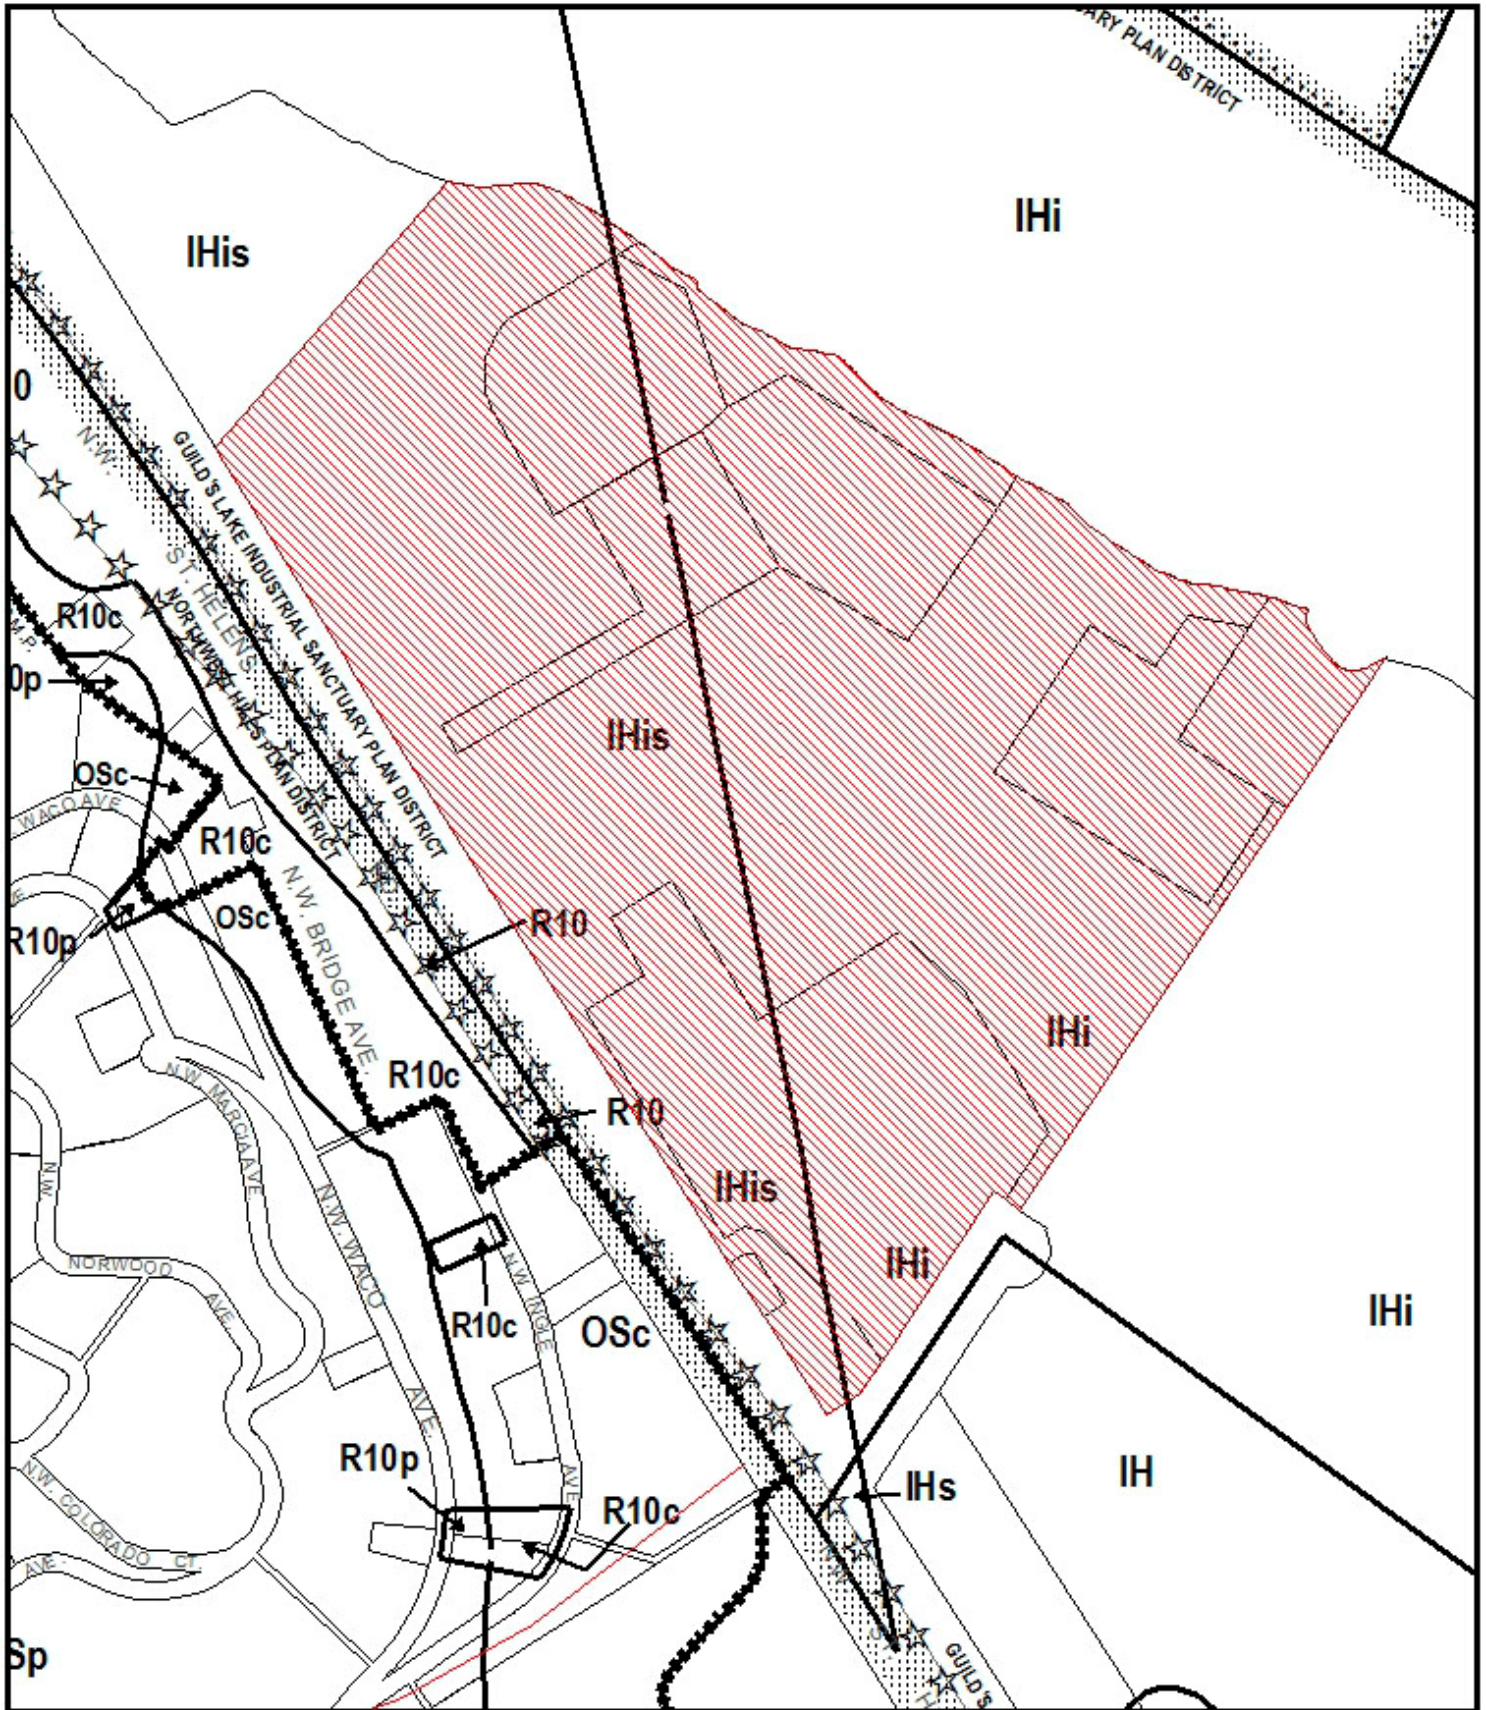 ARY PLAN DISTRICT
IHi
IHis
0
N.W.
GUILD'S LAKE INDUSTRIAL SANCTUARY PLAN DISTRICT
ST. HELENS
NORTHWEST HILLS PLAN DISTRICT
R10c
M.P.
0p
IHis
OSc
WACO AVE
R10c
N.W. BRIDGE AVE.
OSc
R10
R10p
IHi
R10c
N.W. MARCIA AVE
R10
N.W.
IHis
N.W. WACO
AVE.
NORWOOD
AVE.
N.W. INGLE
AVE
IHi
R10c
OSc
IHi
R10p
IHs
IH
R10c
N.W. COLORADO CT.
AVE.
N.W.
ST.
H
Sp
GUILD'S